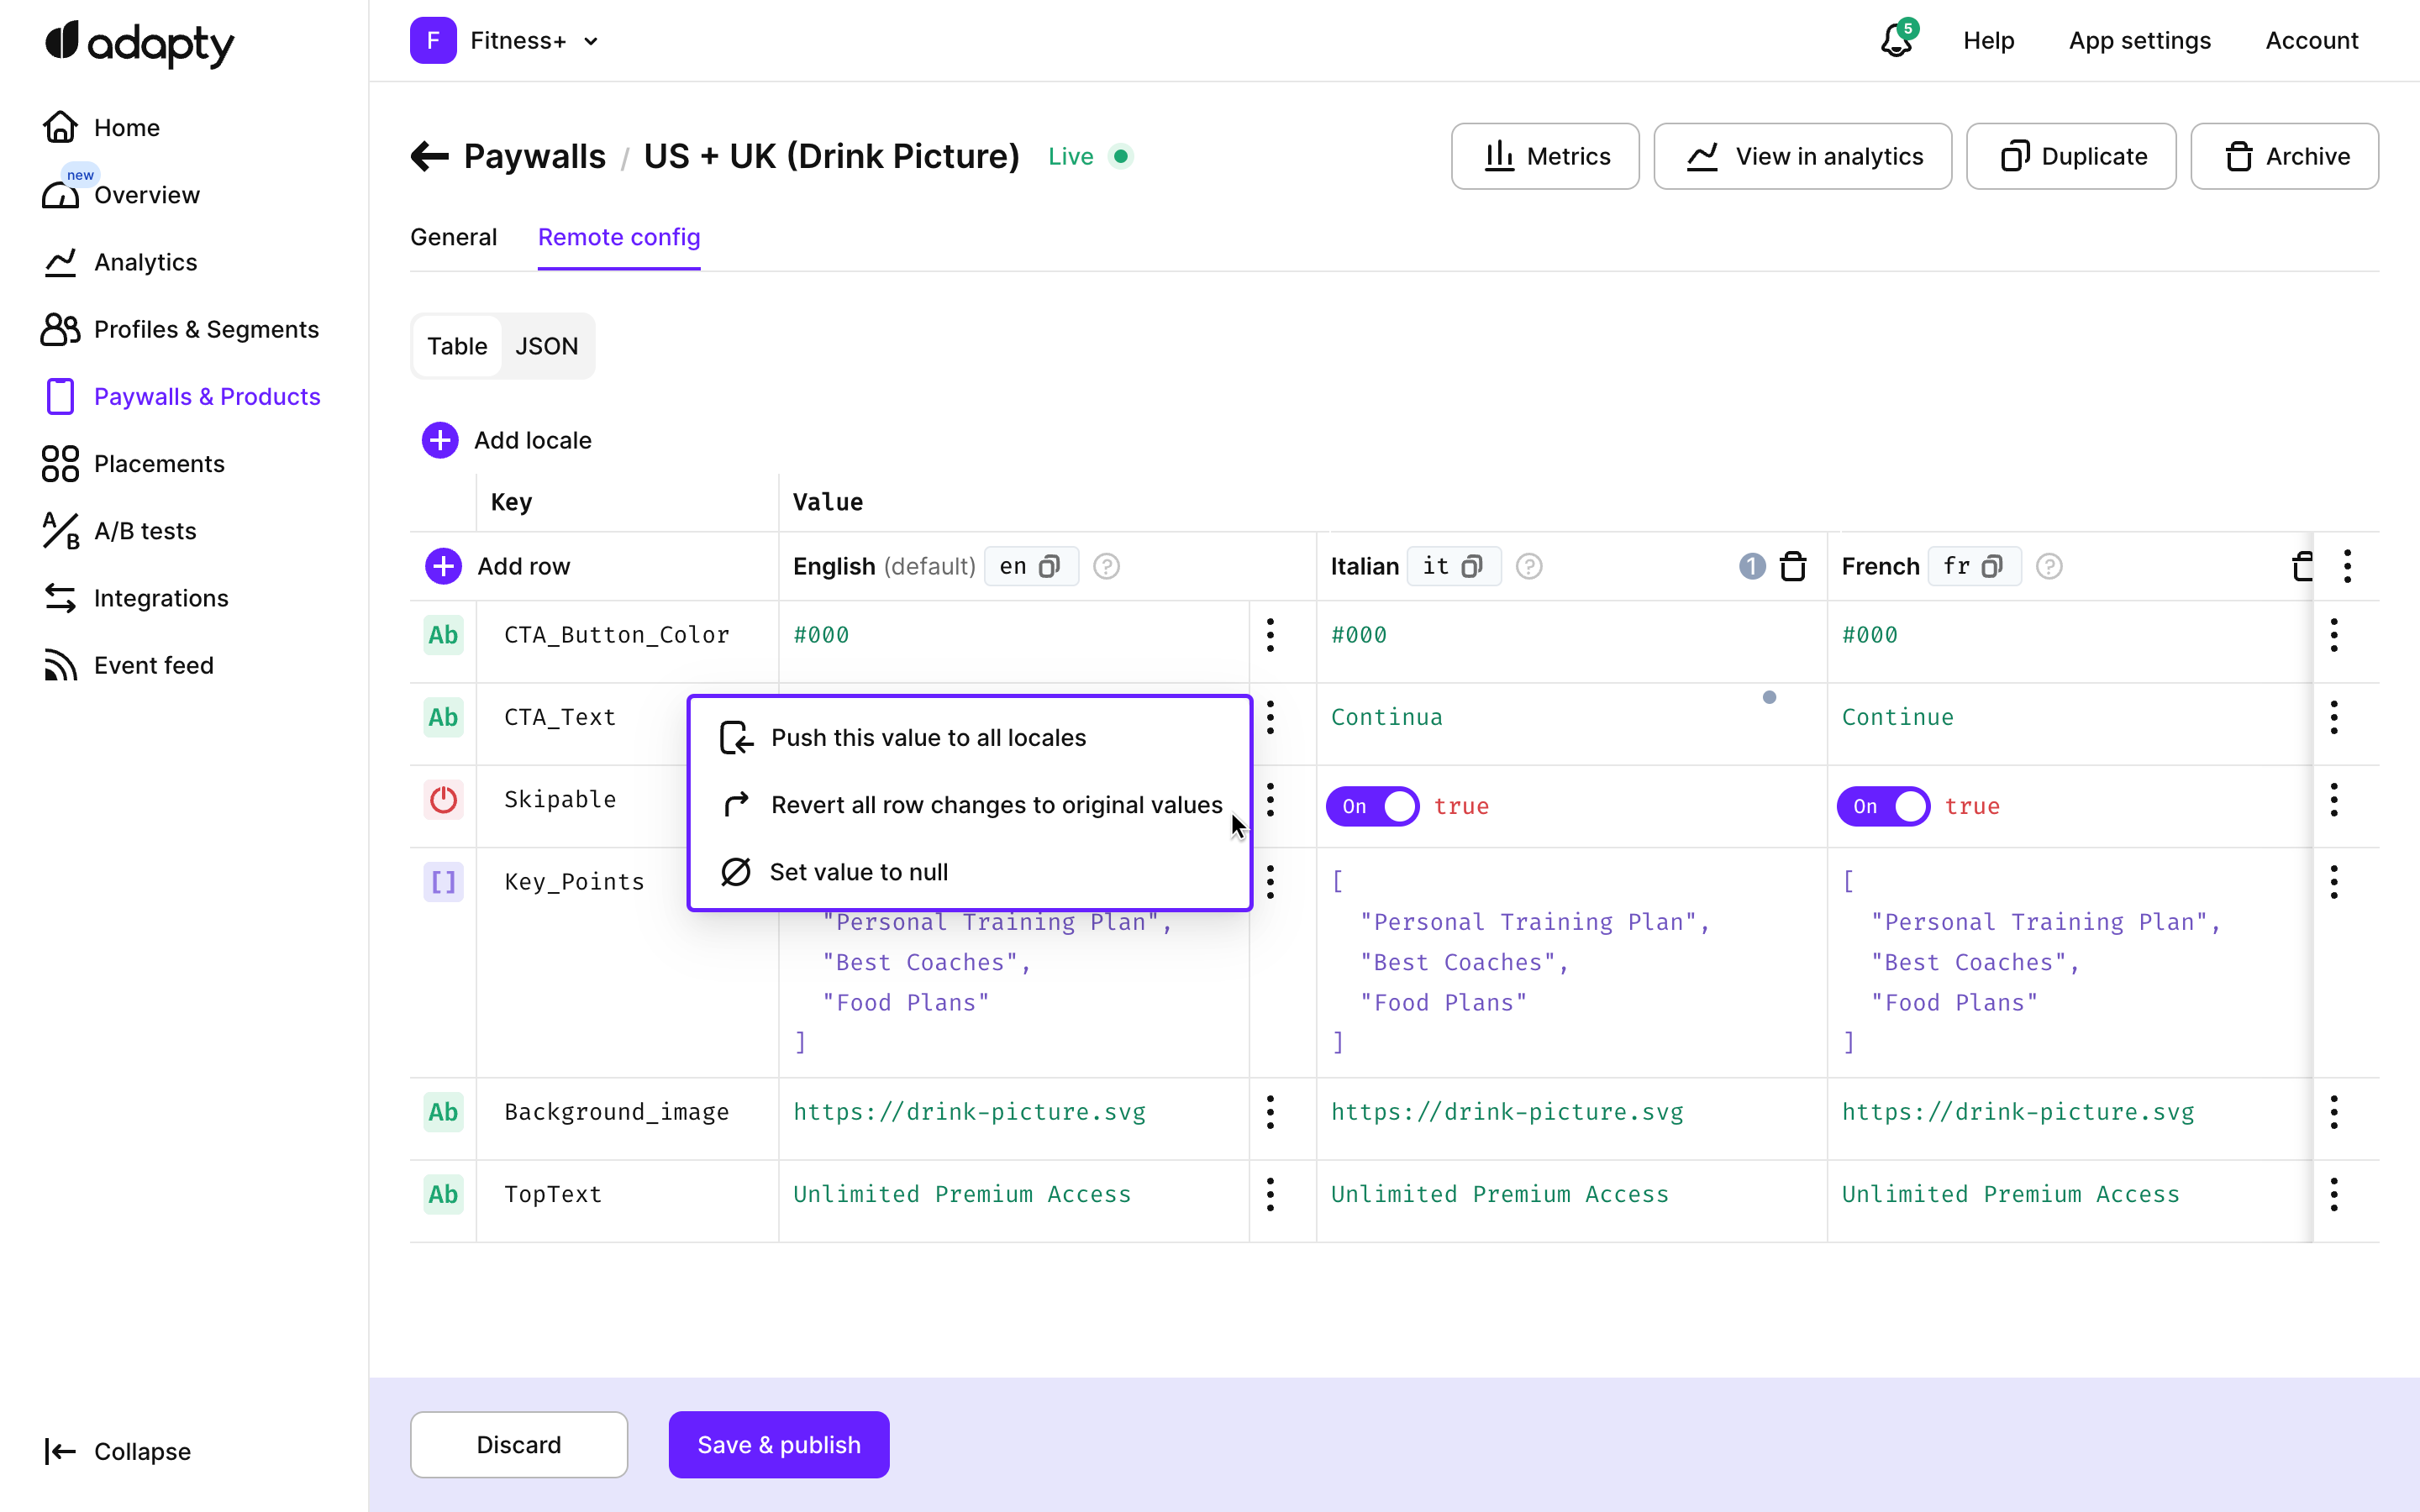 adapty
F Fitness+
5
Help
App settings
Account
Home
new
Overview
Analytics
Profiles & Segments
Paywalls & Products
Placements
A/B tests
Integrations
Event feed
Collapse
Paywalls / US + UK (Drink Picture) Live
Metrics
View in analytics
Duplicate
Archive
General
Remote config
Table
JSON
Add locale
Key
Value
Add row
English (default) en ?
Italian it ? 1
French fr ?
Ab CTA_Button_Color #000 #000 #000
Ab CTA_Text Continua Continue
Skipable On true On true
Push this value to all locales
Revert all row changes to original values
Set value to null
[] Key_Points [ [
"Personal Training Plan", "Personal Training Plan", "Personal Training Plan",
"Best Coaches", "Best Coaches", "Best Coaches",
"Food Plans" "Food Plans" "Food Plans"
] ] ]
Ab Background_image https://drink-picture.svg https://drink-picture.svg https://drink-picture.svg
Ab TopText Unlimited Premium Access Unlimited Premium Access Unlimited Premium Access
Discard
Save & publish